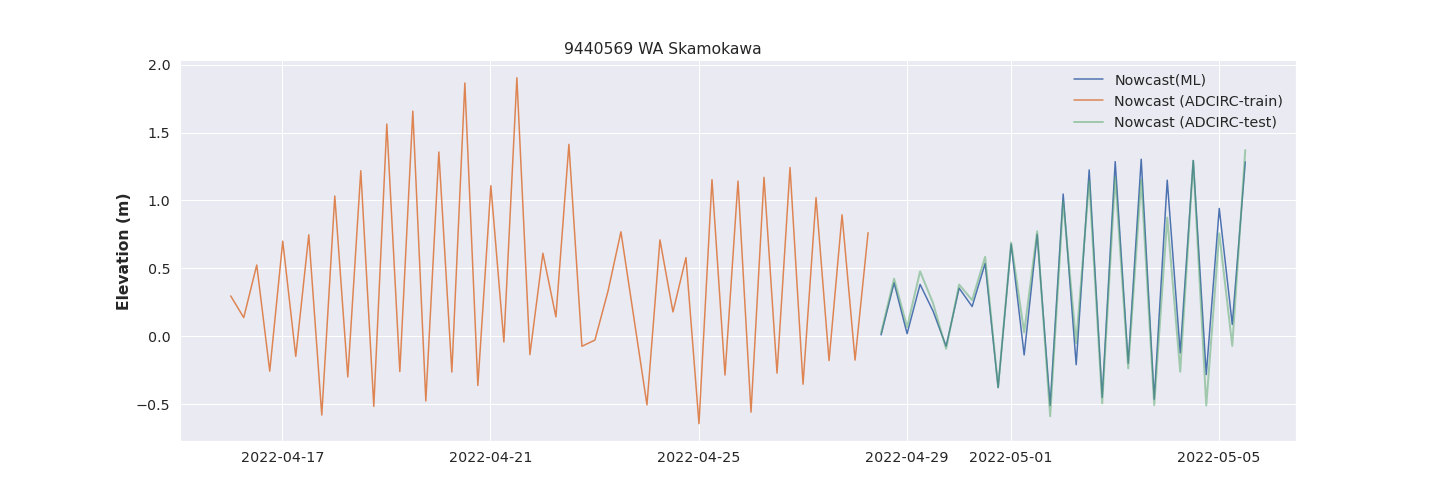 9440569 WA Skamokawa
Nowcast(ML)
Nowcast (ADCIRC-train)
Nowcast (ADCIRC-test)
Elevation (m)
2.0
1.5
1.0
0.5
0.0
−0.5
2022-04-17
2022-04-21
2022-04-25
2022-04-29
2022-05-01
2022-05-05